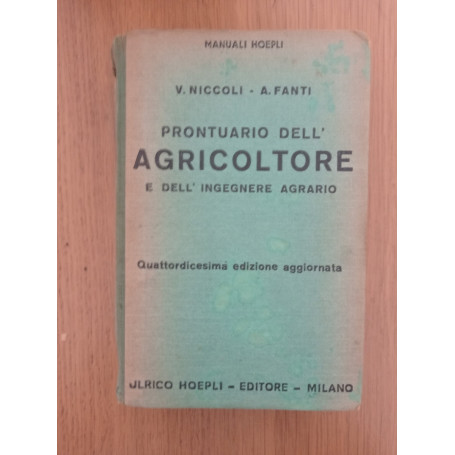 MANUALI HOEPLI
V. NICCOLI - A. FANTI
PRONTUARIO DELL'
AGRICOLTORE
E DELL' INGEGNERE AGRARIO
Quattordicesima edizione aggiornata
ULRICO HOEPLI - EDITORE - MILANO